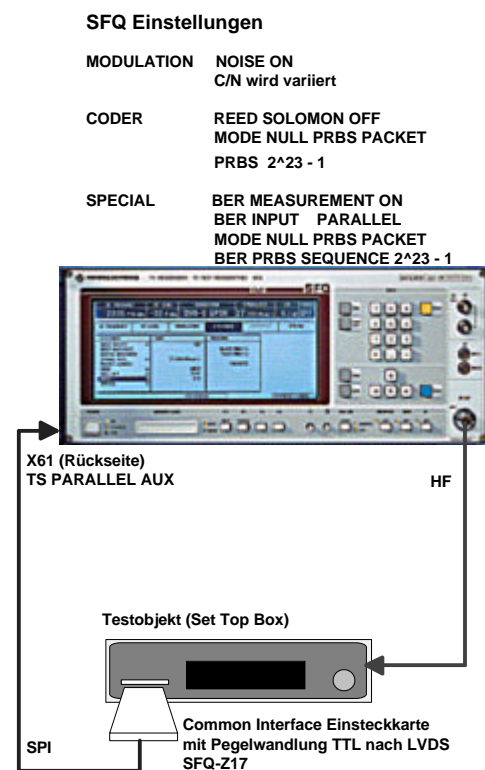 SFQ Einstellungen
MODULATION NOISE ON
C/N wird variiert
CODER REED SOLOMON OFF
MODE NULL PRBS PACKET
PRBS 2^23 - 1
SPECIAL BER MEASUREMENT ON
BER INPUT PARALLEL
MODE NULL PRBS PACKET
BER PRBS SEQUENCE 2^23 - 1
SFQ
X61 (Rückseite)
TS PARALLEL AUX
HF
Testobjekt (Set Top Box)
Common Interface Einsteckkarte
mit Pegelwandlung TTL nach LVDS
SFQ-Z17
SPI